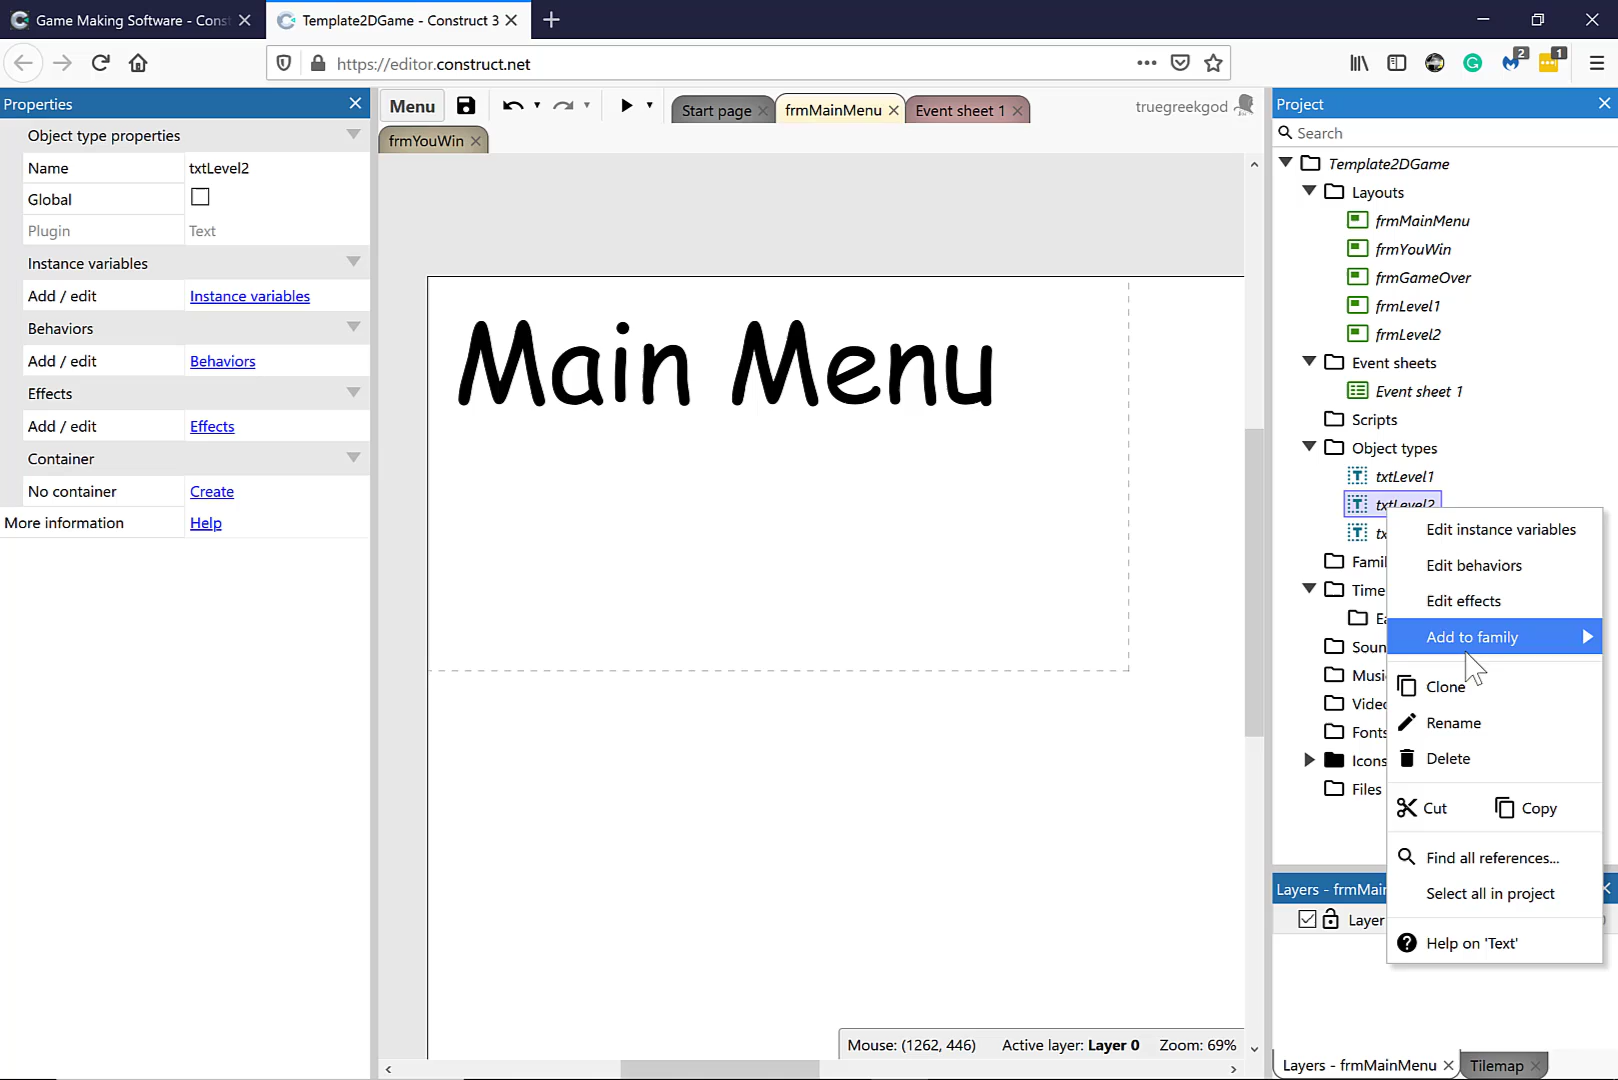 Game Making Software - Cons
Template2DGame - Construct 3
https://editor.construct.net
2
1
Properties
Object type properties
Name txtLevel2
Global
Plugin Text
Instance variables
Add / edit Instance variables
Behaviors
Add / edit Behaviors
Effects
Add / edit Effects
Container
No container Create
More information Help
Menu
Start page
frmMainMenu
Event sheet 1
truegreekgod
frmYouWin
Main Menu
Mouse: (1262, 446) Active layer: Layer 0 Zoom: 69%
Project
Search
Template2DGame
Layouts
frmMainMenu
frmYouWin
frmGameOver
frmLevel1
frmLevel2
Event sheets
Event sheet 1
Scripts
Object types
txtLevel1
txtLevel2
Icons
Files
Edit instance variables
Edit behaviors
Edit effects
Add to family
Clone
Rename
Delete
Cut Copy
Find all references...
Select all in project
Help on 'Text'
Layers - frmMain
Layer
Layers - frmMainMenu
Tilemap